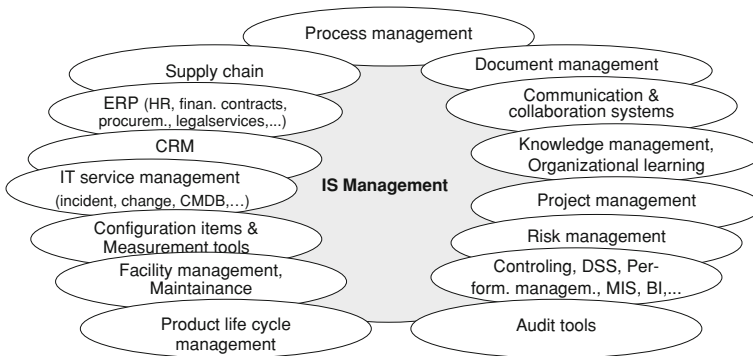 Process management
Supply chain
ERP (HR, finan. contracts,
procurem., legalservices,...)
CRM
IT service management
(incident, change, CMDB,...)
Configuration items &
Measurement tools
Facility management,
Maintainance
Product life cycle
management
IS Management
Document management
Communication &
collaboration systems
Knowledge management,
Organizational learning
Project management
Risk management
Controling, DSS, Per-
form. managem., MIS, BI,...
Audit tools